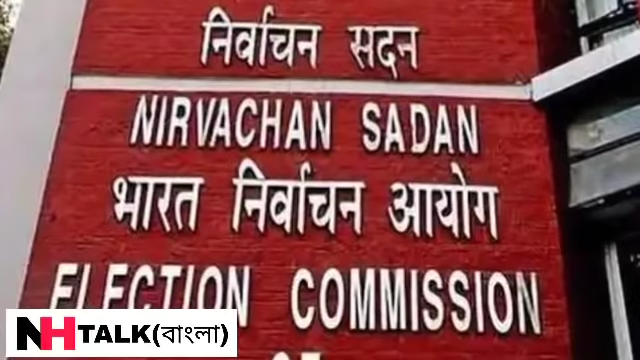 निर्वाचन सदन
NIRVACHAN SADAN
भारत निर्वाचन आयोग
ELECTION COMMISSION
NHTALK(বাংলা)